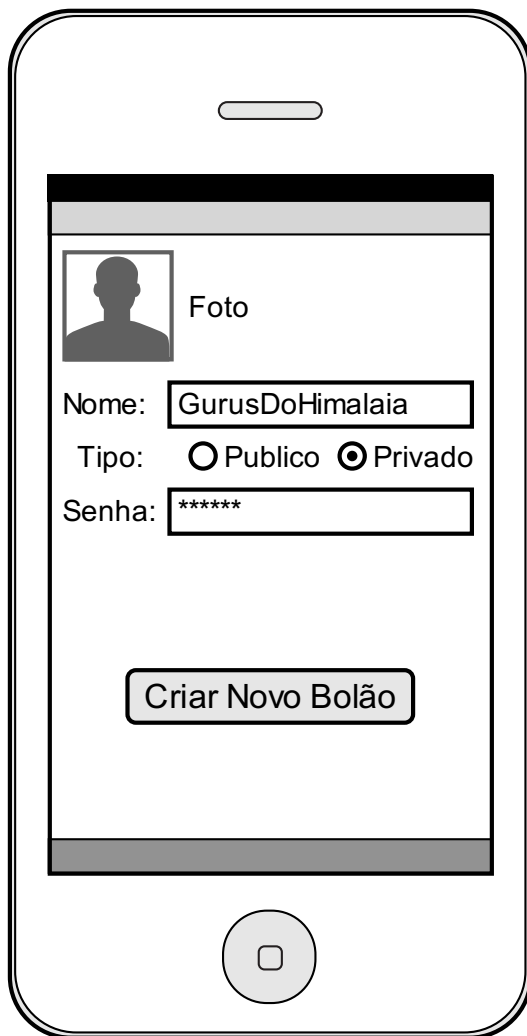 Foto
Nome: GurusDoHimalaia
Tipo: Publico Privado
Senha: ******
Criar Novo Bolão